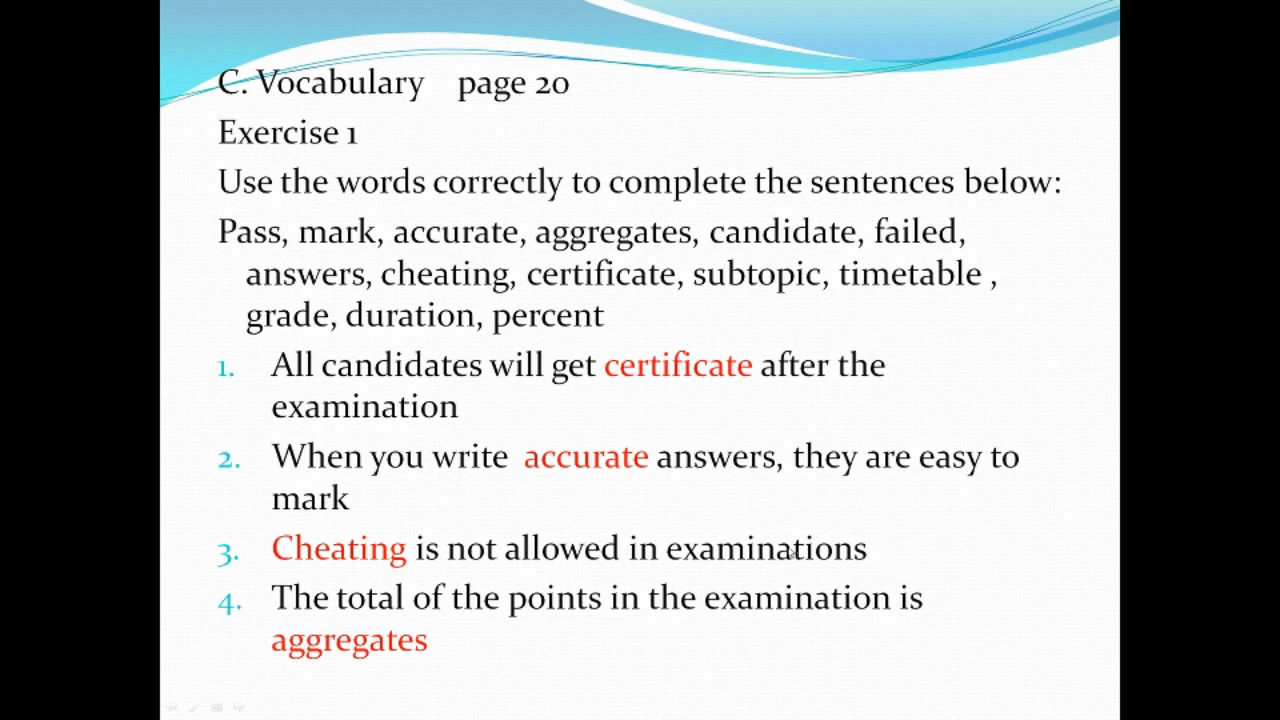 C. Vocabulary page 20
Exercise 1
Use the words correctly to complete the sentences below:
Pass, mark, accurate, aggregates, candidate, failed,
answers, cheating, certificate, subtopic, timetable ,
grade, duration, percent
1. All candidates will get certificate after the
examination
2. When you write accurate answers, they are easy to
mark
3. Cheating is not allowed in examinations
4. The total of the points in the examination is
aggregates